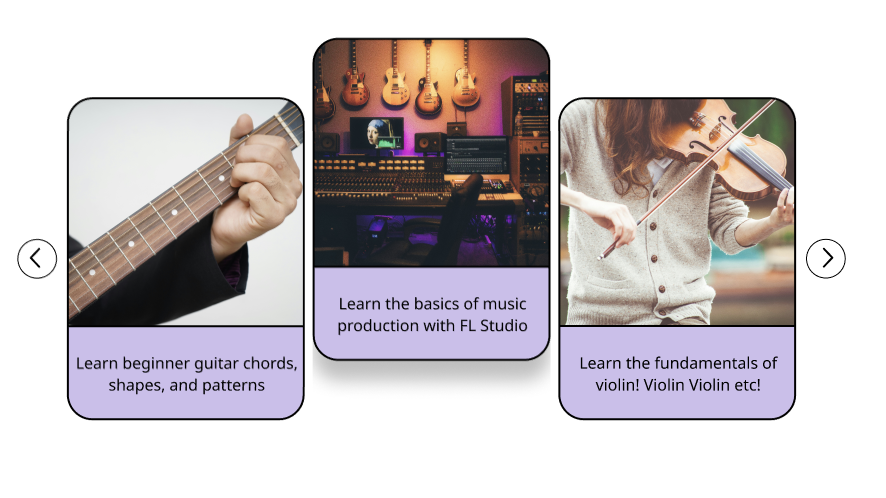 Learn beginner guitar chords,
shapes, and patterns
Learn the basics of music
production with FL Studio
Learn the fundamentals of
violin! Violin Violin etc!